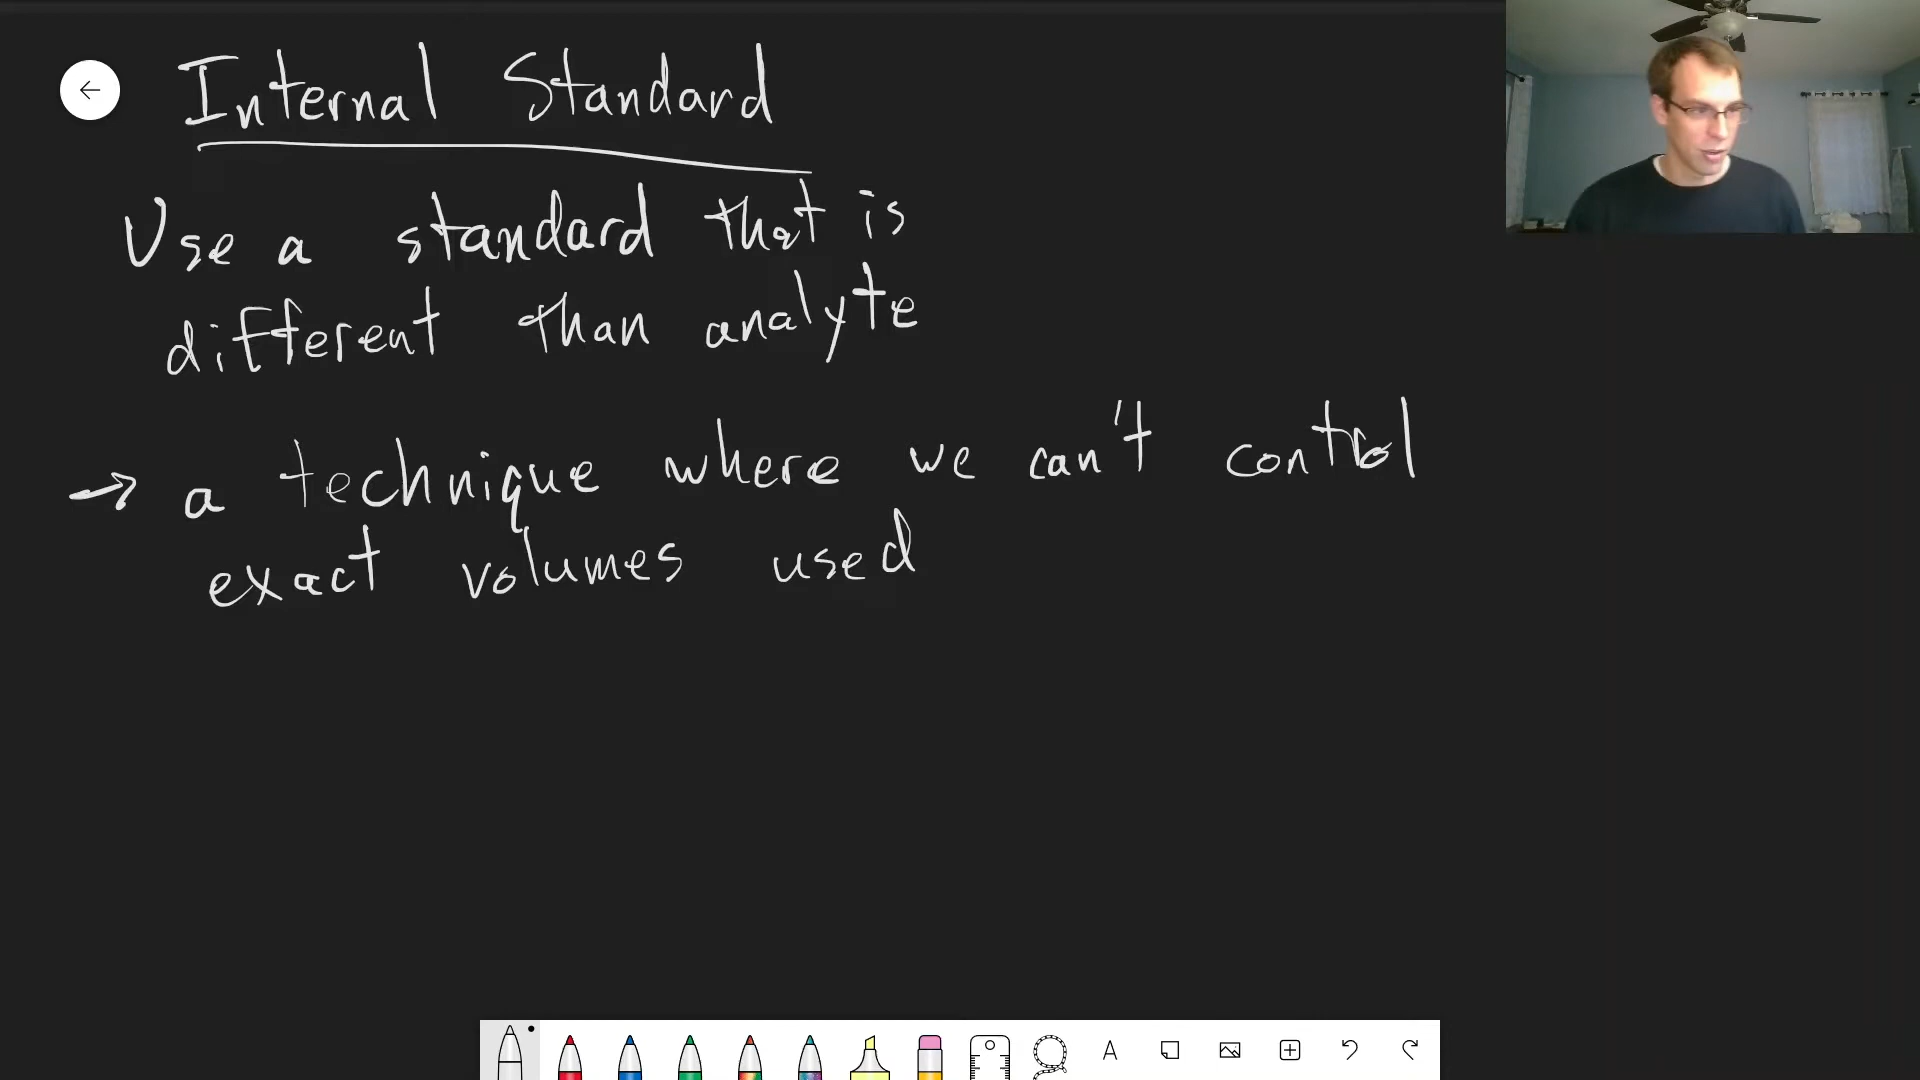 Internal Standard
Use a standard that is
different than analyte
→ a technique where we can't control
exact volumes used
A